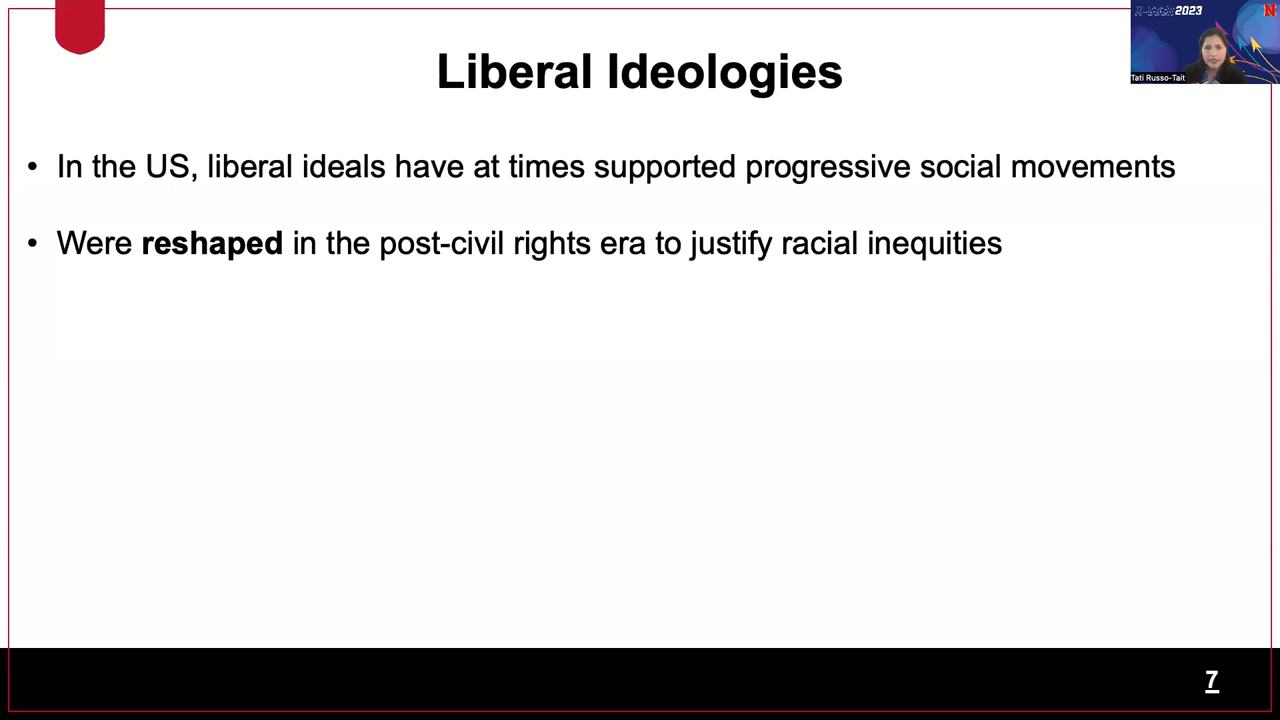 2023
N
Tati Russo-Tait
Liberal Ideologies
• In the US, liberal ideals have at times supported progressive social movements
• Were reshaped in the post-civil rights era to justify racial inequities
7